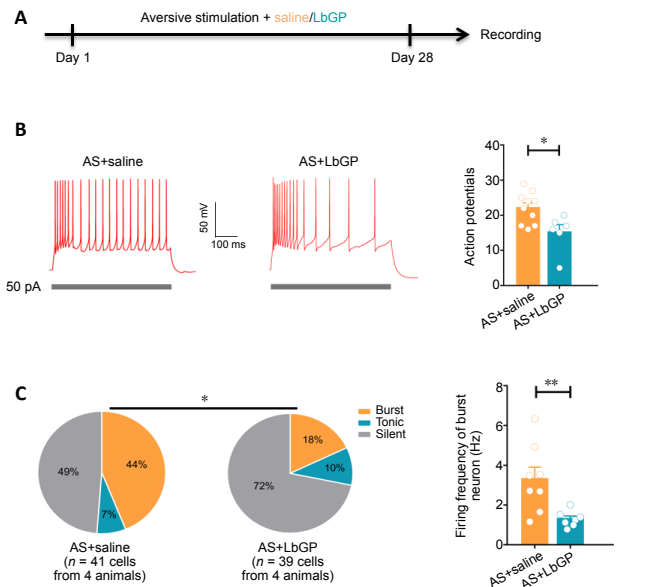 A
Aversive stimulation + saline/LbGP
Day 1
Day 28
Recording
B
AS+saline
AS+LbGP
50 mV
100 ms
50 pA
Action potentials
40
30
20
10
0
*
AS+saline
AS+LbGP
C
*
Burst
Tonic
Silent
49%
44%
7%
18%
10%
72%
AS+saline
(n = 41 cells
from 4 animals)
AS+LbGP
(n = 39 cells
from 4 animals)
Firing frequency of burst
neuron (Hz)
8
6
4
2
0
**
AS+saline
AS+LbGP